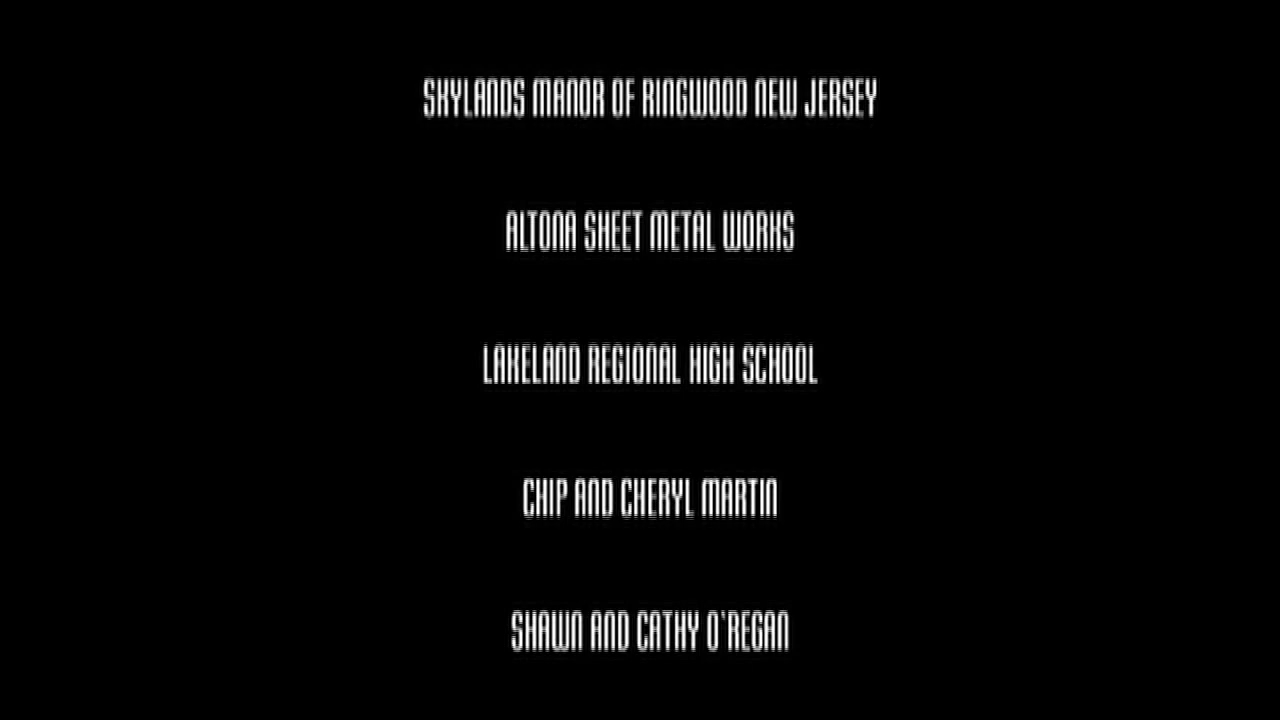 SKYLANDS MANOR OF RINGWOOD NEW JERSEY
ALTONA SHEET METAL WORKS
LAKELAND REGIONAL HIGH SCHOOL
CHIP AND CHERYL MARTIN
SHAWN AND CATHY O'REGAN